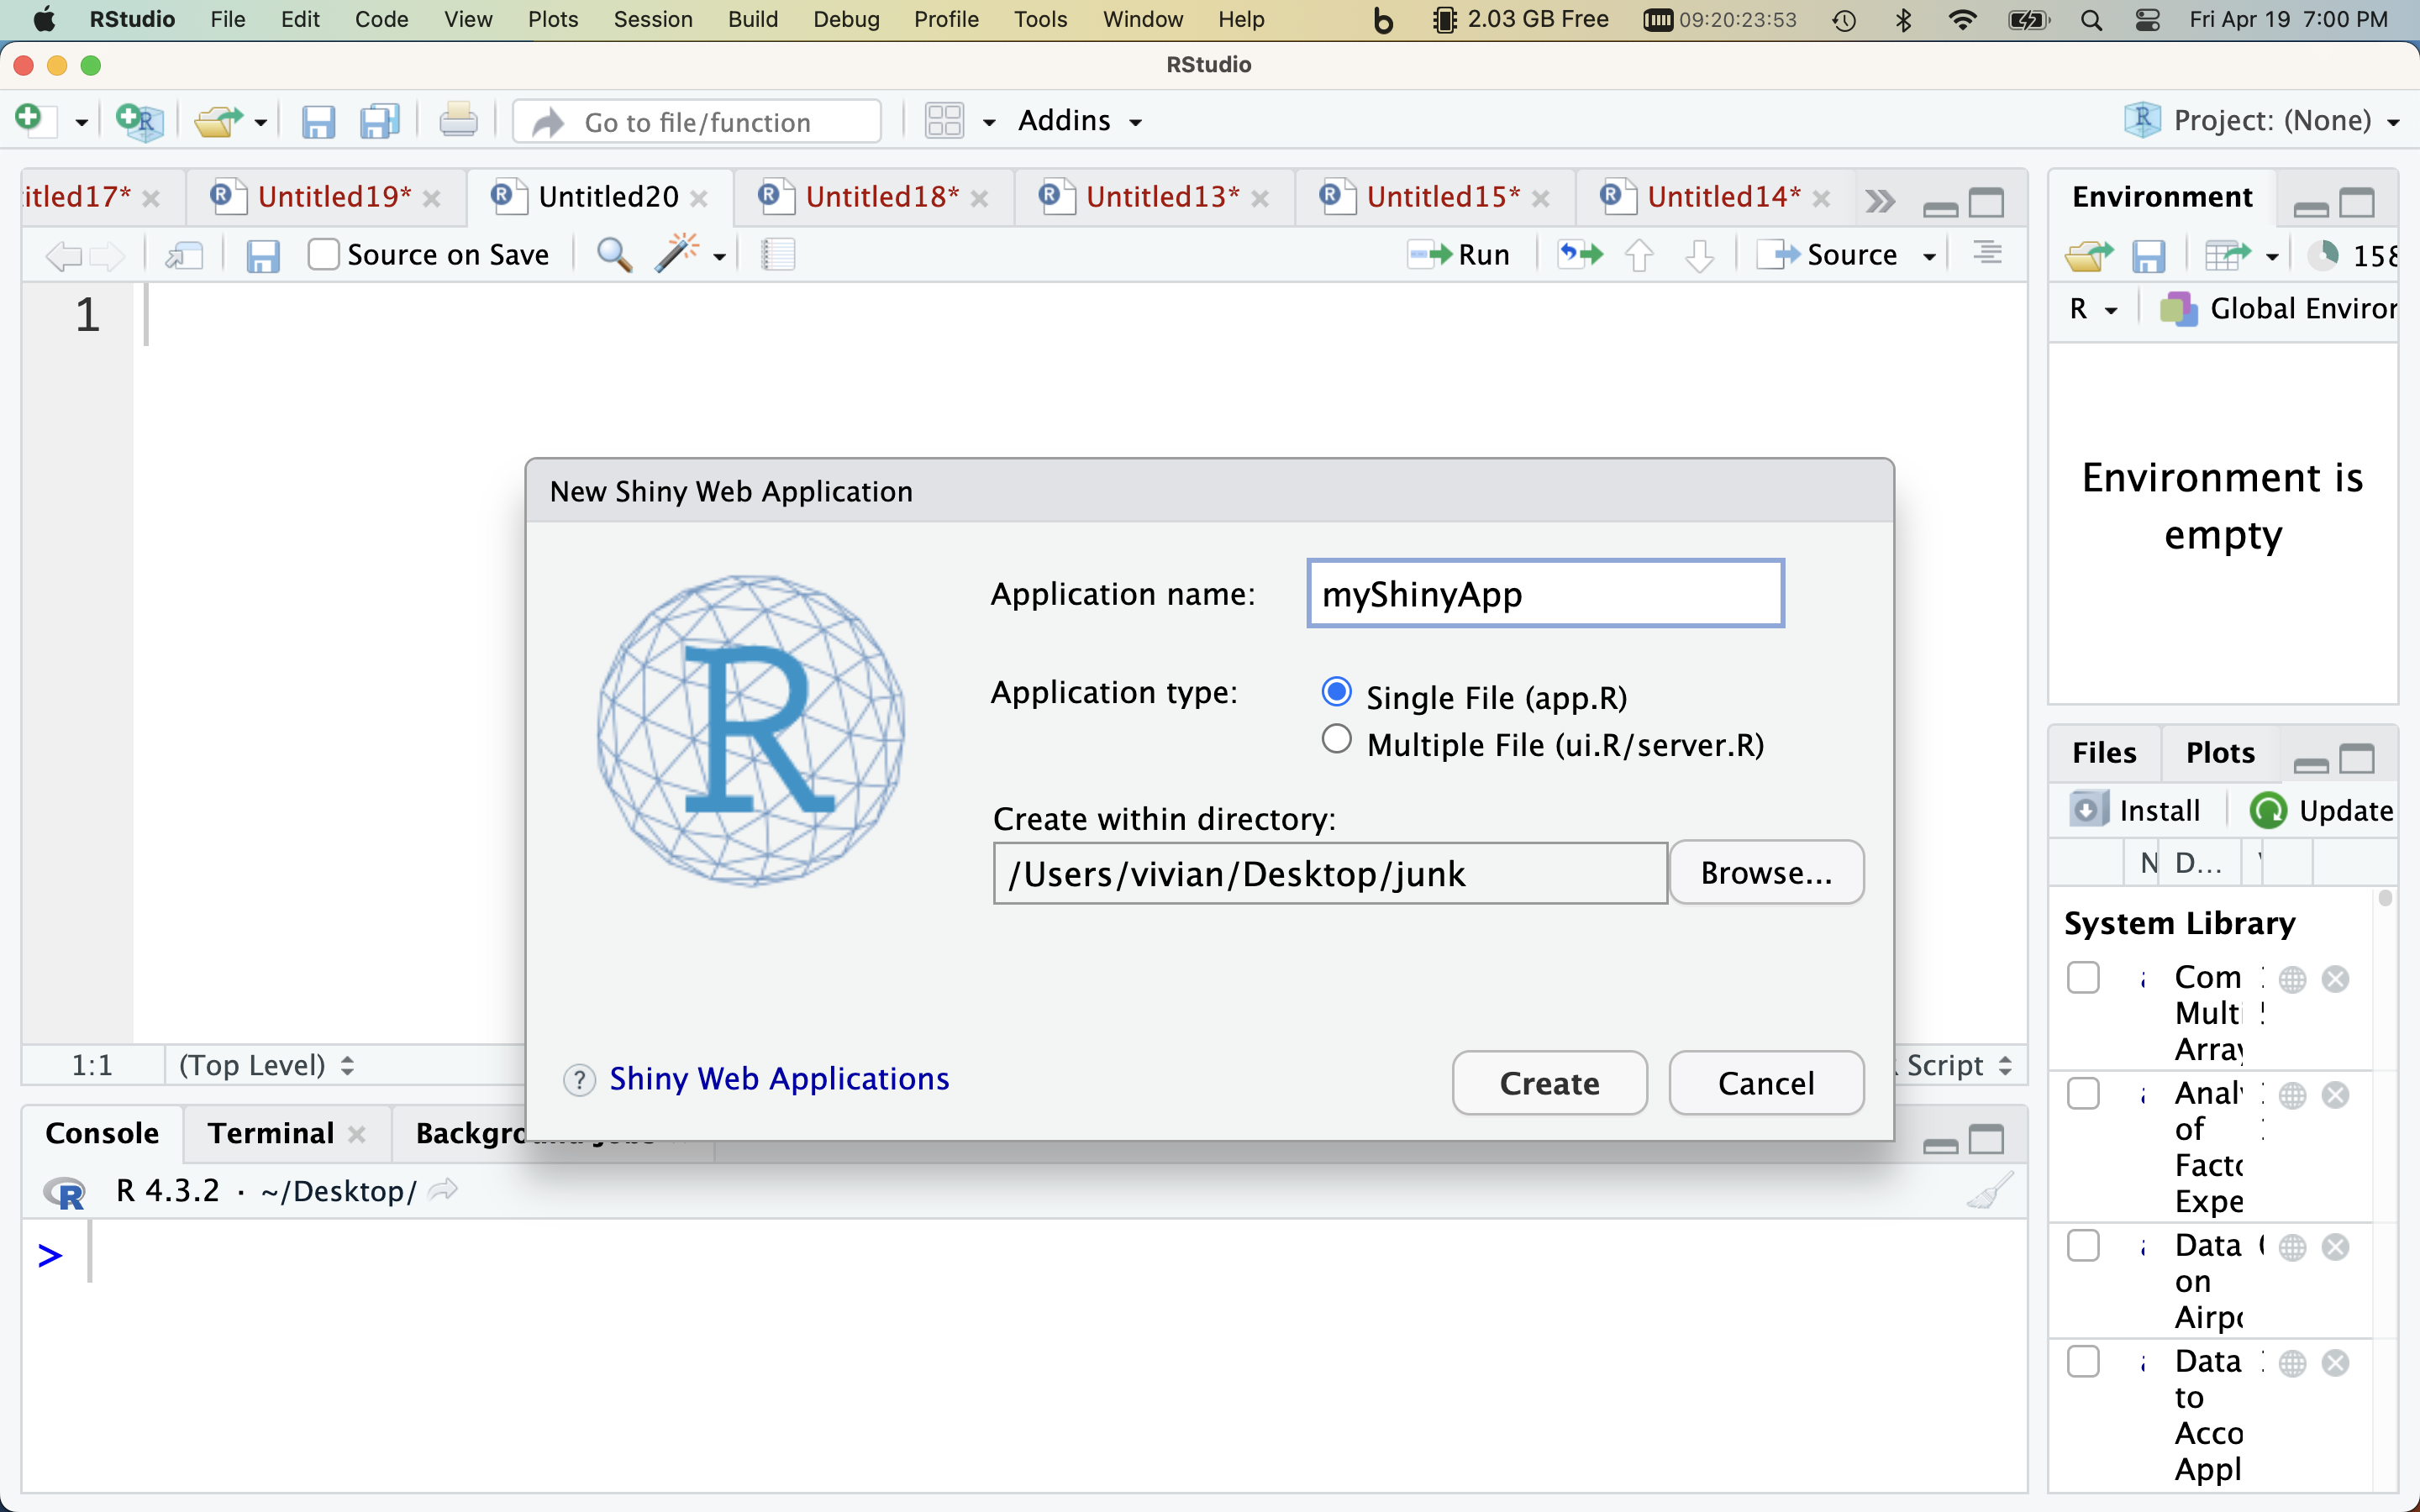 RStudio File Edit Code View Plots Session Build Debug Profile Tools Window Help 2.03 GB Free 09:20:23:53 Fri Apr 19 7:00 PM
RStudio
Go to file/function Addins Project: (None)
itled17* Untitled19* Untitled20 Untitled18* Untitled13* Untitled15* Untitled14*
Source on Save Run Source
1
1:1 (Top Level) Script
New Shiny Web Application
R
Application name: myShinyApp
Application type: Single File (app.R)
Multiple File (ui.R/server.R)
Create within directory:
/Users/vivian/Desktop/junk Browse...
? Shiny Web Applications Create Cancel
Console Terminal
R 4.3.2 · ~/Desktop/
>
Environment
158
R Global Environ
Environment is
empty
Files Plots
Install Update
N D...
System Library
Com
Multi
Array
Analy
of
Facto
Expe
Data
on
Airpo
Data
to
Acco
Appl